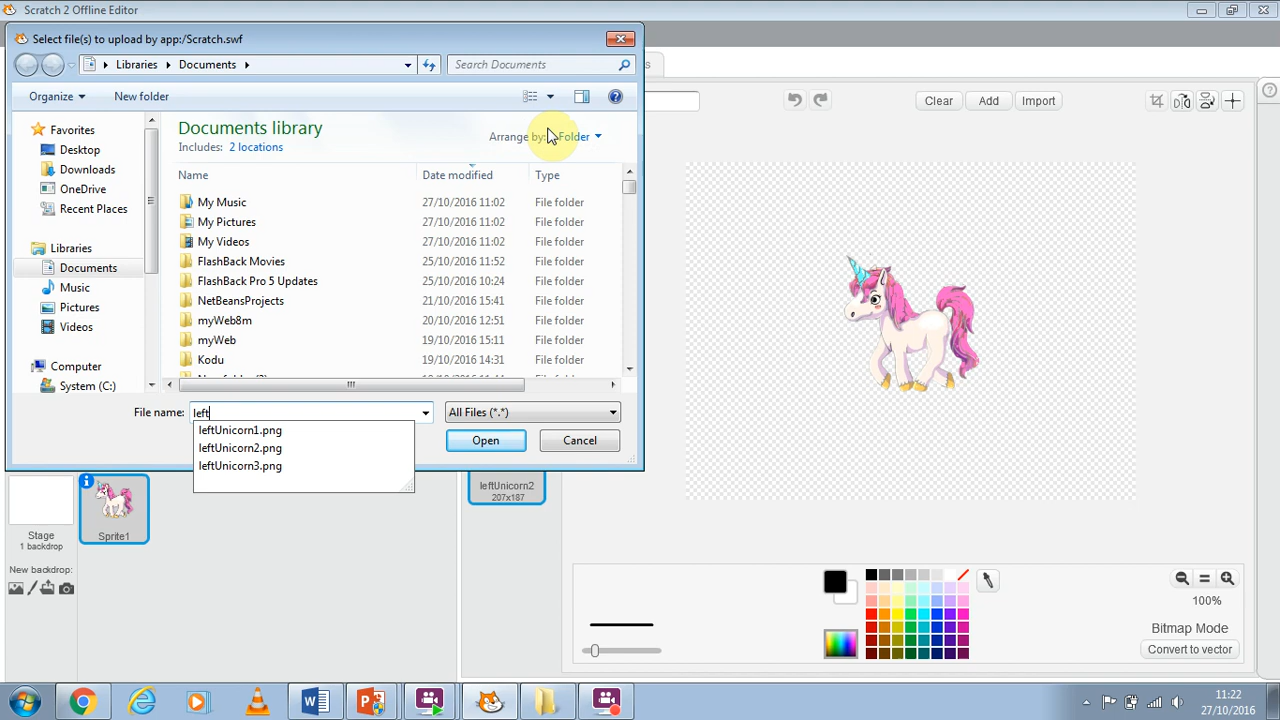 Scratch 2 Offline Editor
Select file(s) to upload by app:/Scratch.swf
Libraries Documents
Search Documents
Organize New folder
Documents library
Includes: 2 locations
Arrange by: Folder
Favorites
Desktop
Downloads
OneDrive
Recent Places
Libraries
Documents
Music
Pictures
Videos
Computer
System (C:)
Name Date modified Type
My Music 27/10/2016 11:02 File folder
My Pictures 27/10/2016 11:02 File folder
My Videos 27/10/2016 11:02 File folder
FlashBack Movies 25/10/2016 11:52 File folder
FlashBack Pro 5 Updates 25/10/2016 10:24 File folder
NetBeansProjects 21/10/2016 15:41 File folder
myWeb8m 20/10/2016 12:51 File folder
myWeb 19/10/2016 15:11 File folder
Kodu 19/10/2016 14:31 File folder
File name: left
All Files (*.*)
leftUnicorn1.png
leftUnicorn2.png
leftUnicorn3.png
Open Cancel
Clear Add Import
Stage
1 backdrop
Sprite1
New backdrop:
leftUnicorn2
207x187
100%
Bitmap Mode
Convert to vector
11:22
27/10/2016